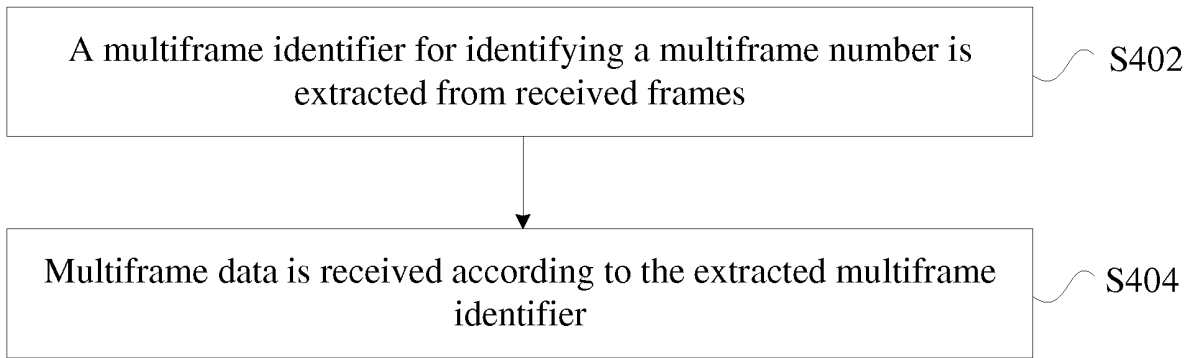 A multiframe identifier for identifying a multiframe number is
extracted from received frames
S402
Multiframe data is received according to the extracted multiframe
identifier
S404